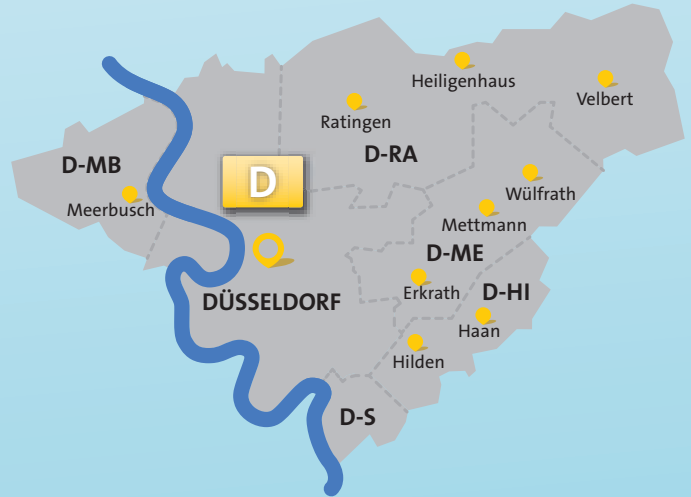 Heiligenhaus
Velbert
Ratingen
D-RA
D-MB
D
Wülfrath
Meerbusch
Mettmann
D-ME
DÜSSELDORF
Erkrath
D-HI
Haan
Hilden
D-S